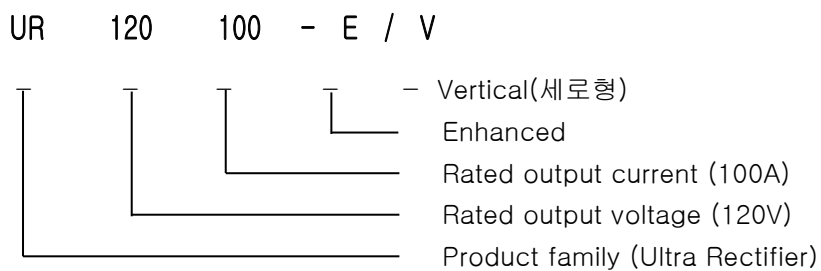 UR 120 100 - E / V
Vertical(세로형)
Enhanced
Rated output current (100A)
Rated output voltage (120V)
Product family (Ultra Rectifier)